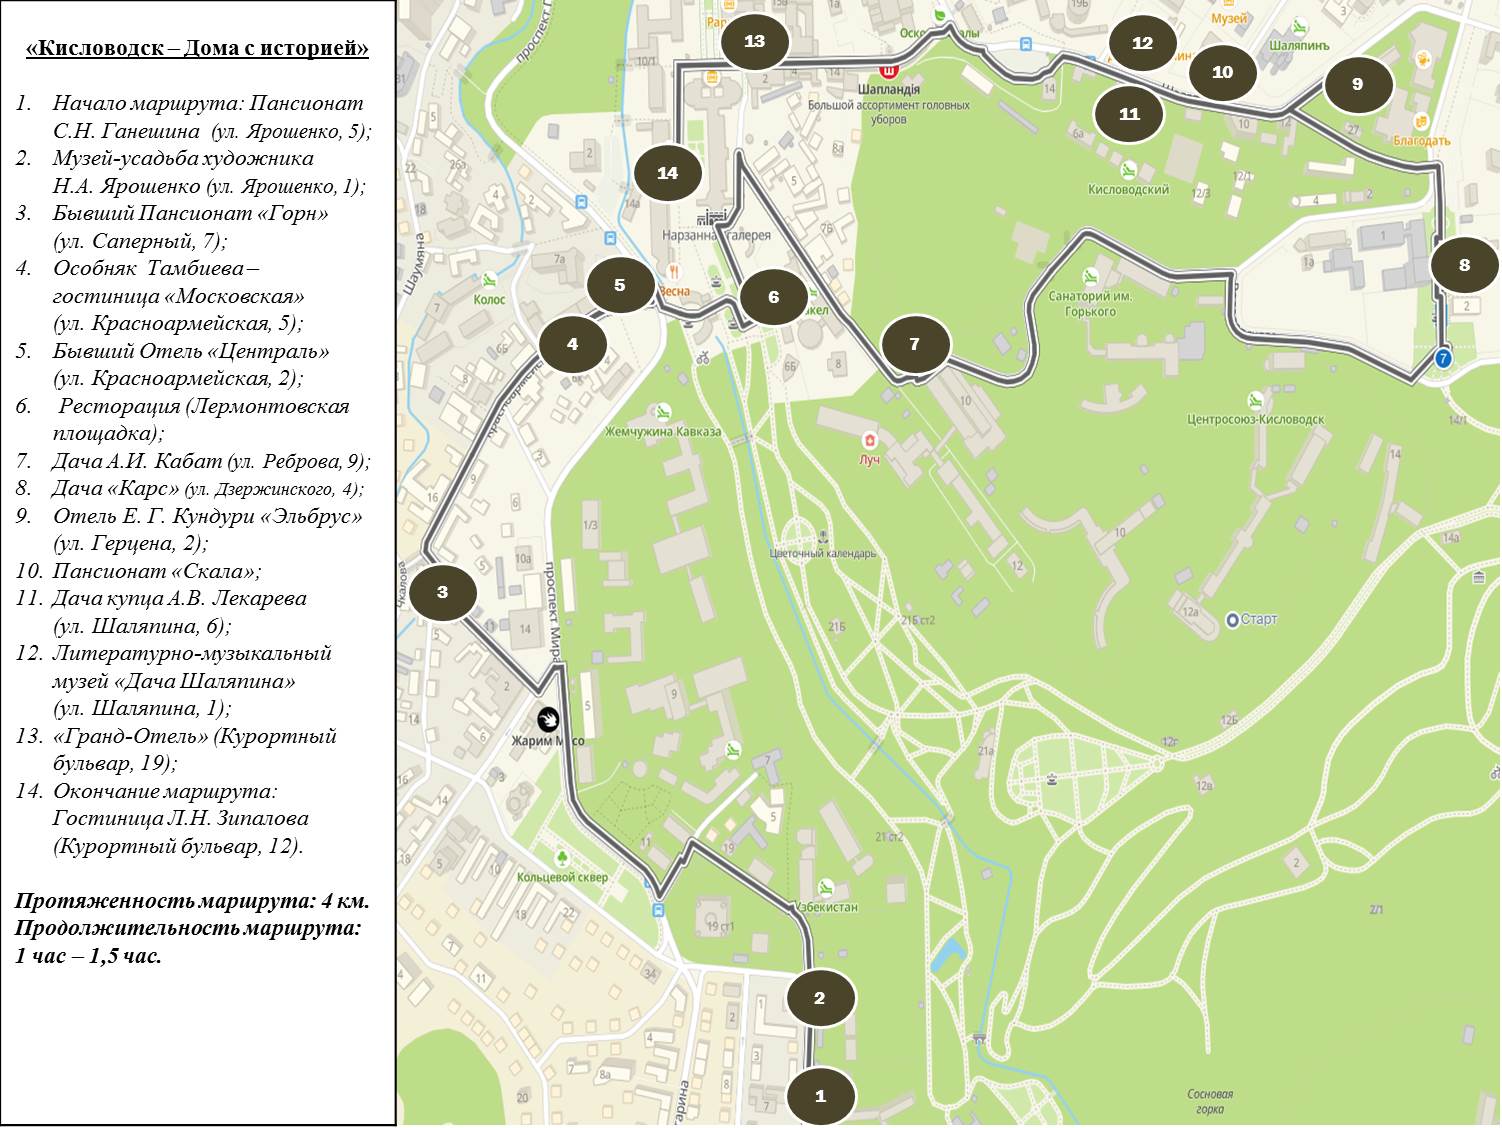 «Кисловодск – Дома с историей»
1. Начало маршрута: Пансионат
С.Н. Ганешина (ул. Ярошенко, 5);
2. Музей-усадьба художника
Н.А. Ярошенко (ул. Ярошенко, 1);
3. Бывший Пансионат «Горн»
(ул. Саперный, 7);
4. Особняк Тамбиева –
гостиница «Московская»
(ул. Красноармейская, 5);
5. Бывший Отель «Централь»
(ул. Красноармейская, 2);
6. Ресторация (Лермонтовская
площадка);
7. Дача А.И. Кабат (ул. Реброва, 9);
8. Дача «Карс» (ул. Дзержинского, 4);
9. Отель Е. Г. Кундури «Эльбрус»
(ул. Герцена, 2);
10. Пансионат «Скала»;
11. Дача купца А.В. Лекарева
(ул. Шаляпина, 6);
12. Литературно-музыкальный
музей «Дача Шаляпина»
(ул. Шаляпина, 1);
13. «Гранд-Отель» (Курортный
бульвар, 19);
14. Окончание маршрута:
Гостиница Л.Н. Зипалова
(Курортный бульвар, 12).
Протяженность маршрута: 4 км.
Продолжительность маршрута:
1 час – 1,5 час.
13
12
10
9
11
14
8
5
6
4
7
3
2
1
Музей
Шаляпинъ
Шапландія
Большой ассортимент головных
уборов
Благодать
Кисловодский
Нарзанная галерея
Шаумяна
Колос
Весна
Санаторий им.
Горького
7
Жемчужина Кавказа
Центросоюз-Кисловодск
Луч
Цветочный календарь
проспект Мира
Старт
Жарим Мясо
Кольцевой сквер
Узбекистан
Сосновая
горка